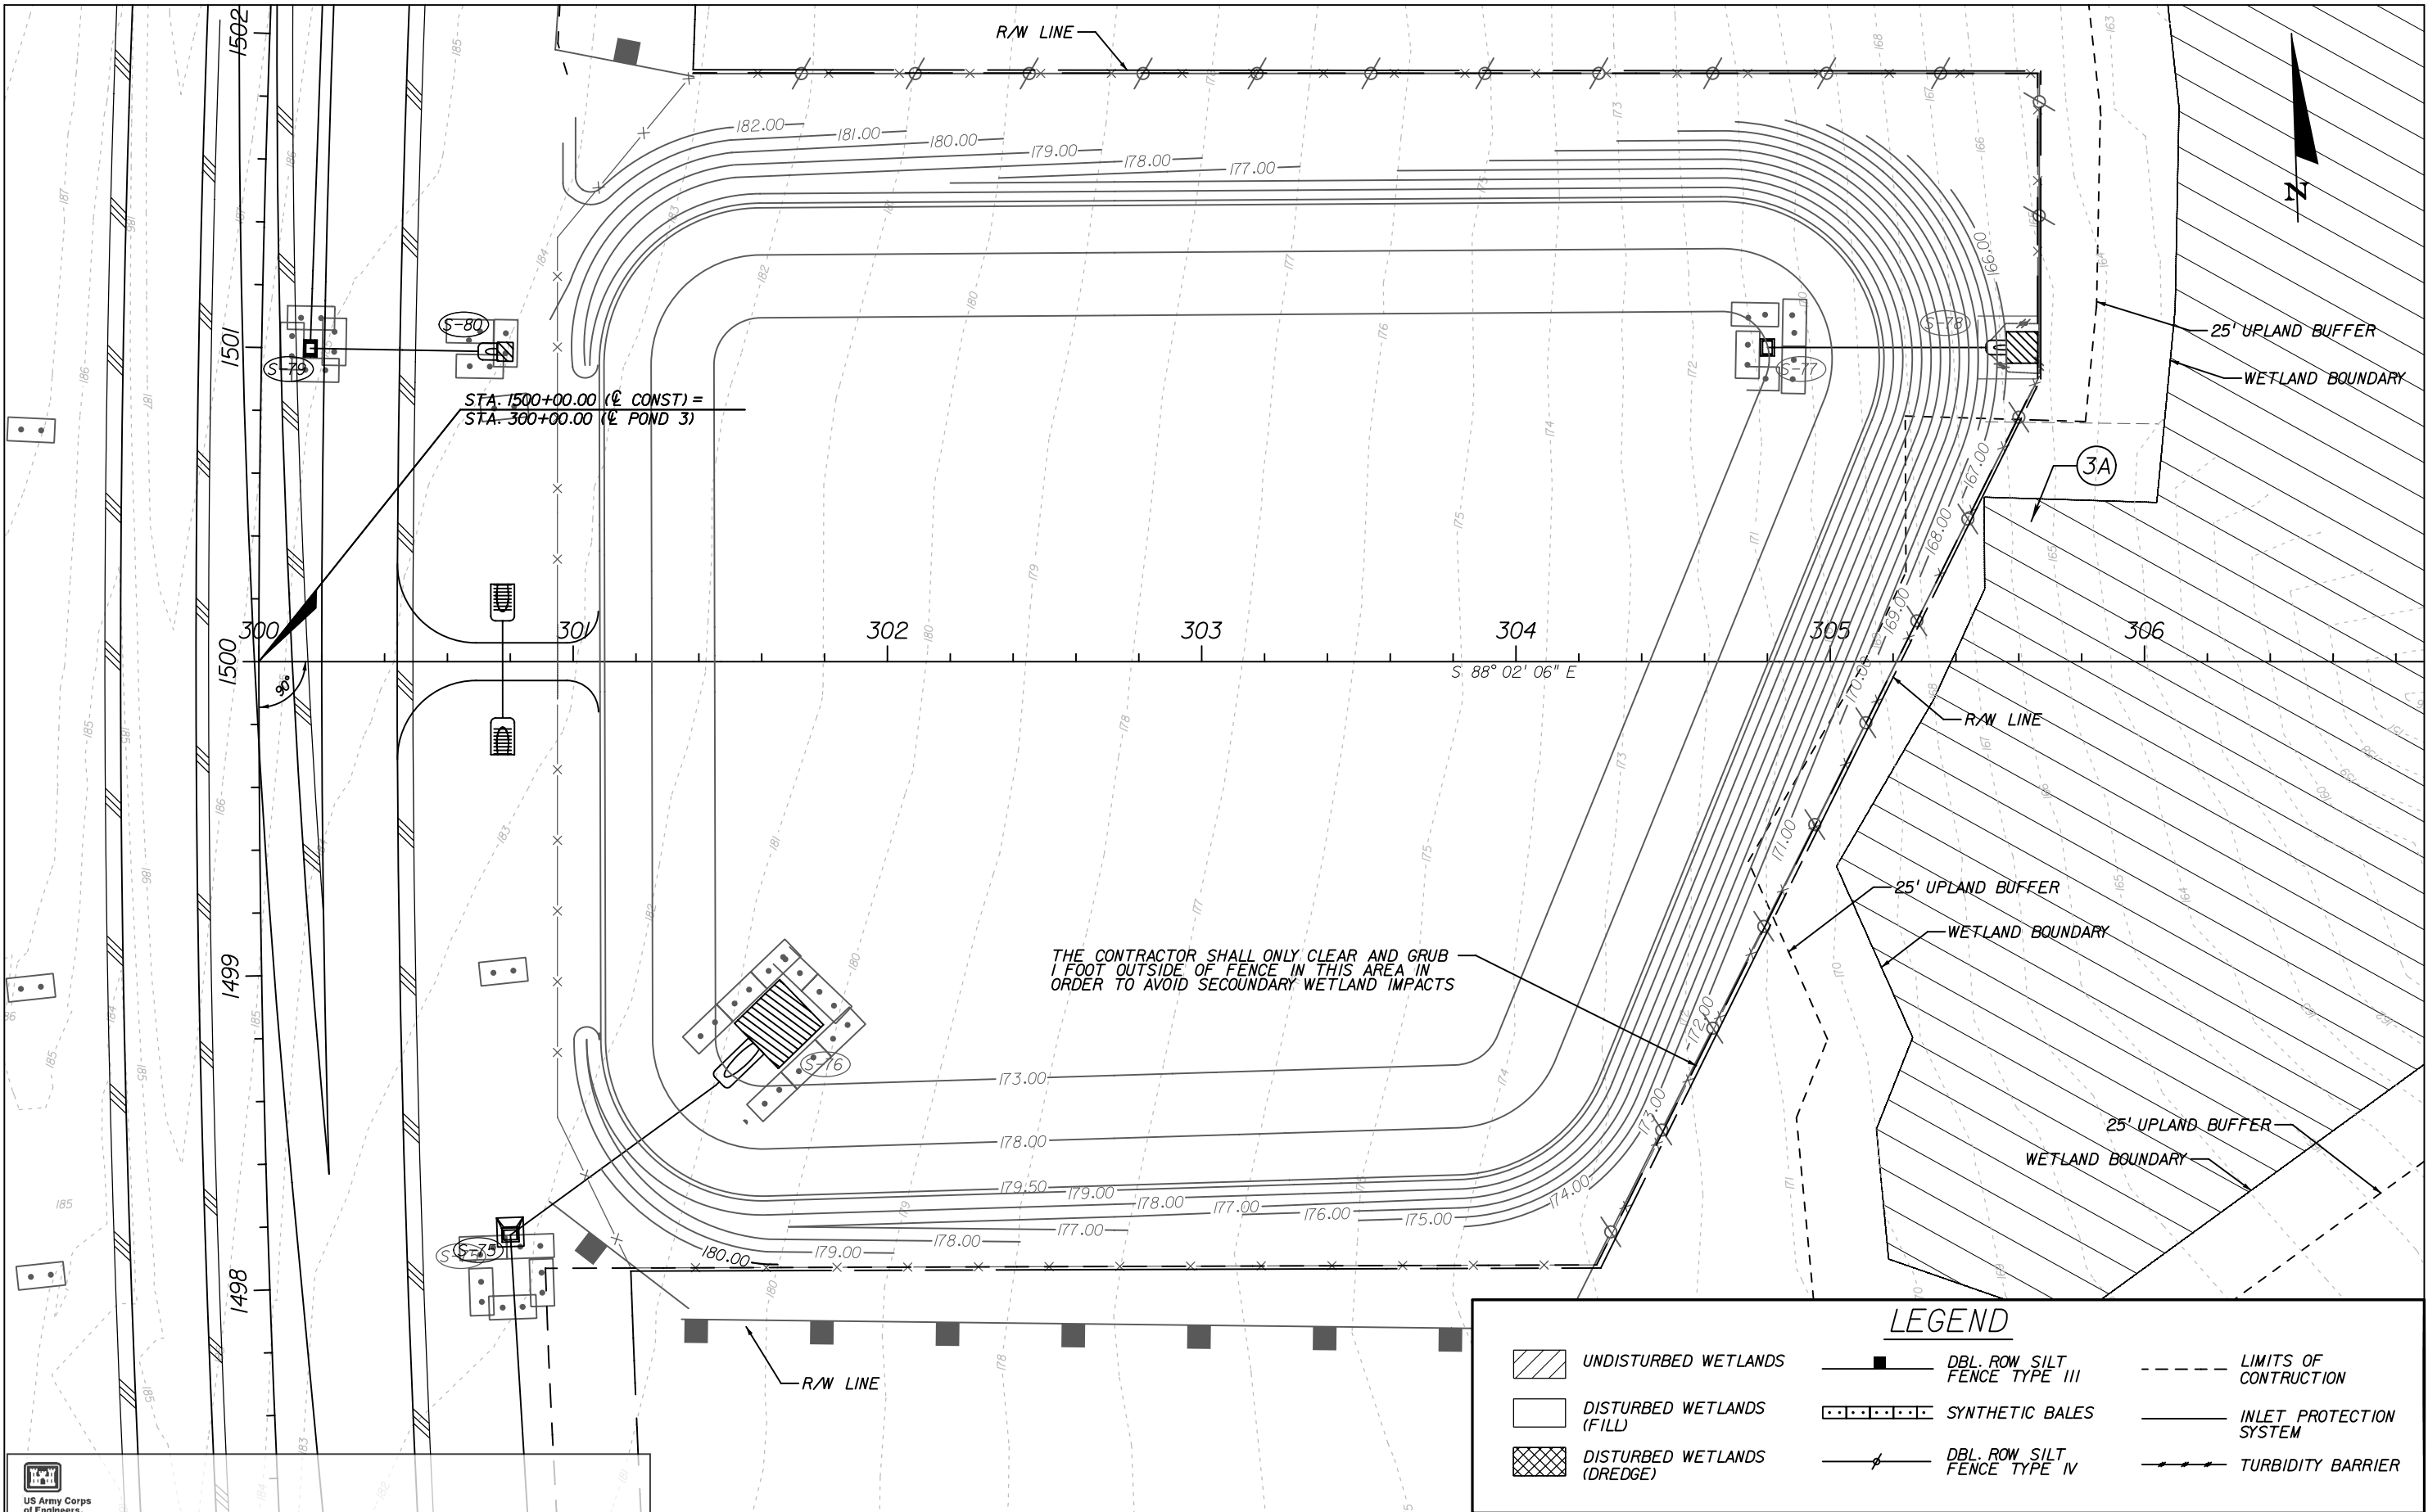 R/W LINE
1502
182.00
181.00
180.00
179.00
178.00
177.00
166.00
N
25' UPLAND BUFFER
WETLAND BOUNDARY
1501
S-80
S-79
S-78
S-77
STA. 1500+00.00 (℄ CONST) =
STA. 300+00.00 (℄ POND 3)
3A
167.00
168.00
169.00
170.00
300
301
302
303
304
305
306
1500
90°
S 88° 02' 06" E
R/W LINE
171.00
25' UPLAND BUFFER
WETLAND BOUNDARY
THE CONTRACTOR SHALL ONLY CLEAR AND GRUB
1 FOOT OUTSIDE OF FENCE IN THIS AREA IN
ORDER TO AVOID SECOUNDARY WETLAND IMPACTS
1499
172.00
S-76
173.00
173.00
178.00
25' UPLAND BUFFER
WETLAND BOUNDARY
179.50
179.00
178.00
177.00
176.00
175.00
174.00
177.00
178.00
179.00
180.00
S-75
1498
R/W LINE
LEGEND
UNDISTURBED WETLANDS
DISTURBED WETLANDS
(FILL)
DISTURBED WETLANDS
(DREDGE)
DBL. ROW SILT
FENCE TYPE III
SYNTHETIC BALES
DBL. ROW SILT
FENCE TYPE IV
LIMITS OF
CONTRUCTION
INLET PROTECTION
SYSTEM
TURBIDITY BARRIER
US Army Corps
of Engineers.